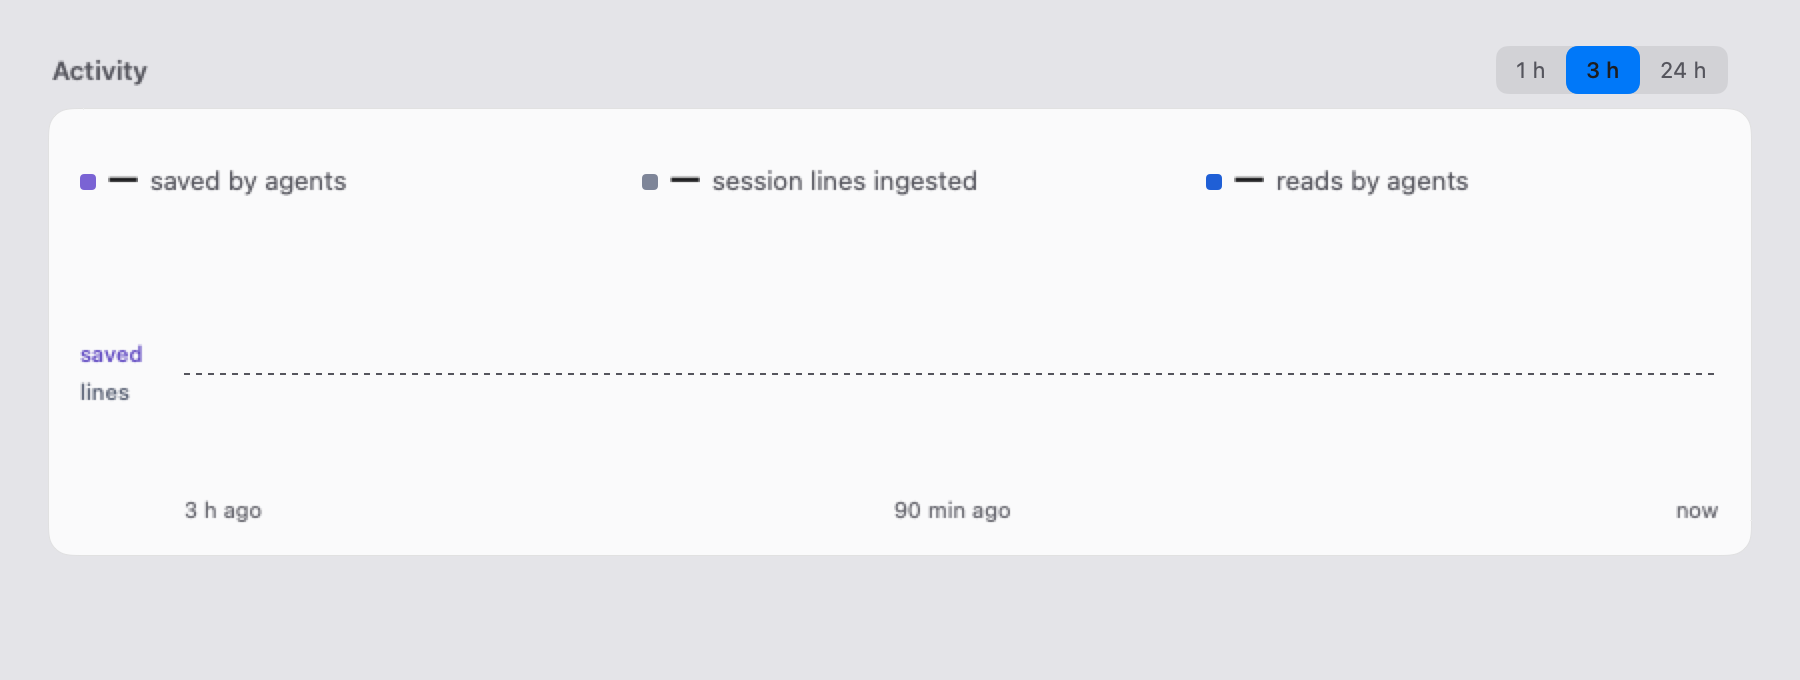 Activity
1 h 3 h 24 h
— saved by agents — session lines ingested — reads by agents
saved
lines
3 h ago 90 min ago now